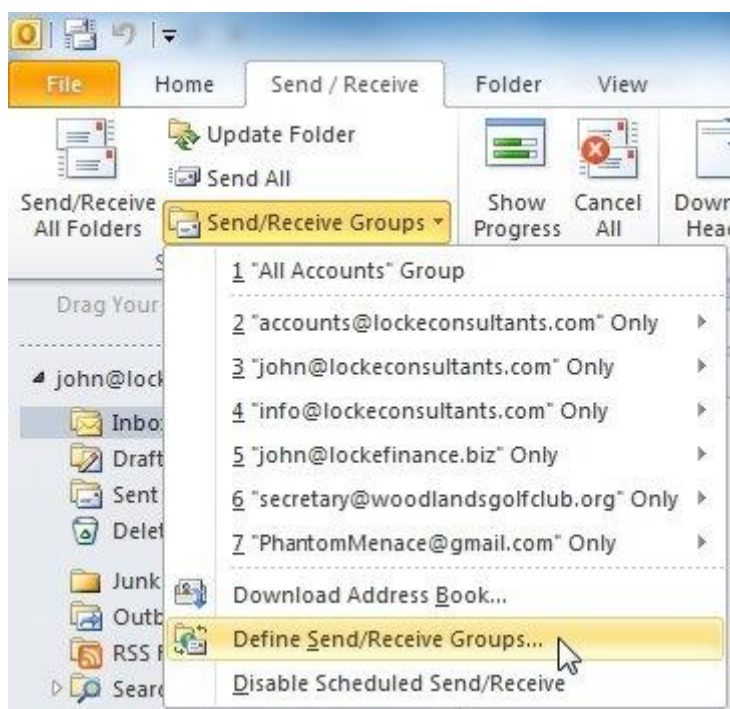 File Home Send / Receive Folder View
Send/Receive
All Folders
Update Folder
Send All
Send/Receive Groups
Show
Progress
Cancel
All
Drag Your
1 "All Accounts" Group
2 "accounts@lockeconsultants.com" Only
3 "john@lockeconsultants.com" Only
4 "info@lockeconsultants.com" Only
5 "john@lockefinance.biz" Only
6 "secretary@woodlandsgolfclub.org" Only
7 "PhantomMenace@gmail.com" Only
Download Address Book...
Define Send/Receive Groups...
Disable Scheduled Send/Receive
john@lock
Inbo
Draft
Sent
Delet
Junk
Outb
RSS F
Sear